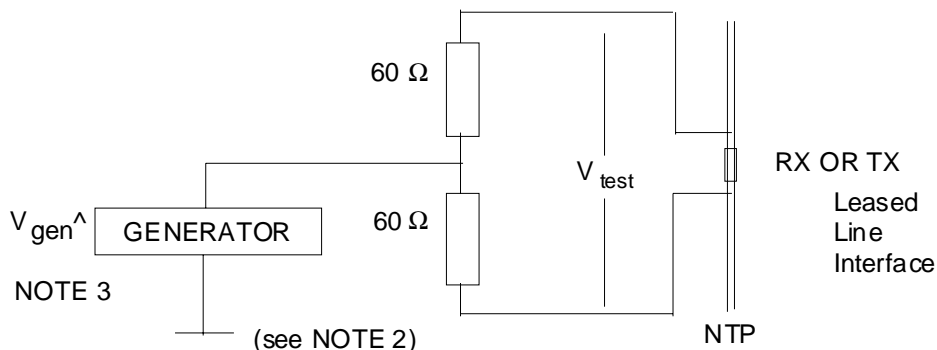 60 Ω
V test
RX OR TX
Leased
Line
Interface
60 Ω
V gen^
GENERATOR
NOTE 3
(see NOTE 2)
NTP